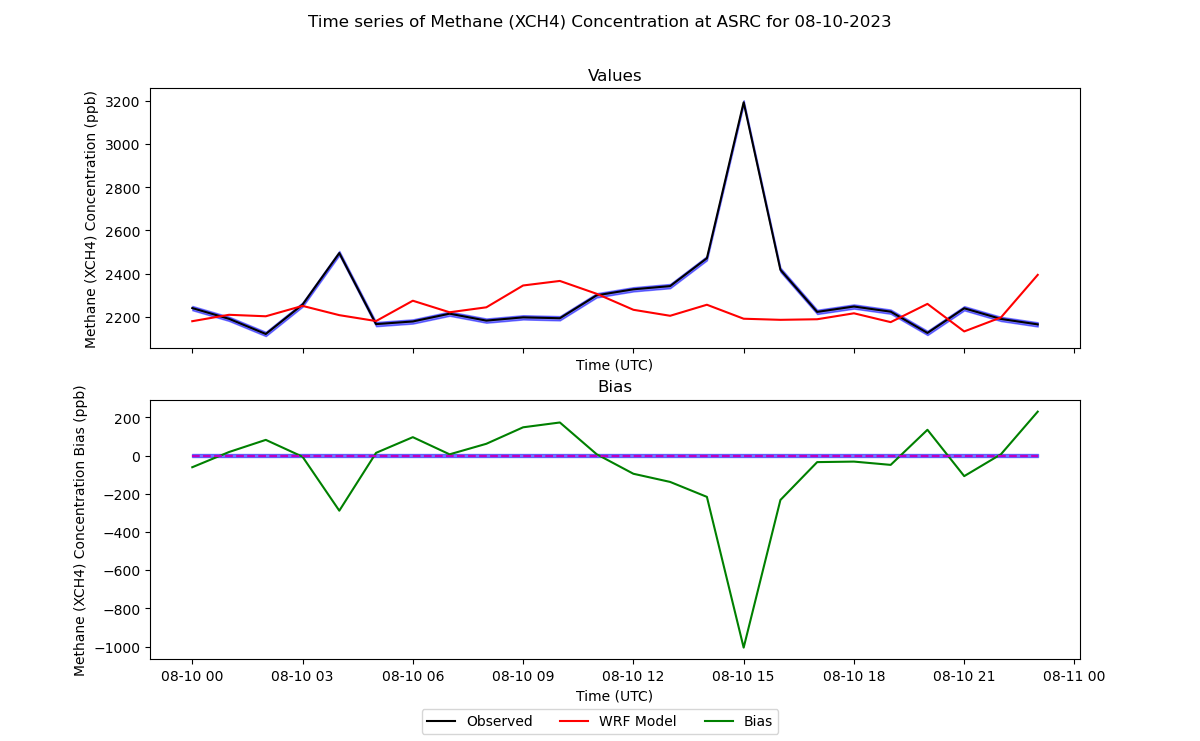 Time series of Methane (XCH4) Concentration at ASRC for 08-10-2023
Values
Methane (XCH4) Concentration (ppb)
3200
3000
2800
2600
2400
2200
Time (UTC)
Bias
Methane (XCH4) Concentration Bias (ppb)
200
0
−200
−400
−600
−800
−1000
08-10 00 08-10 03 08-10 06 08-10 09 08-10 12 08-10 15 08-10 18 08-10 21 08-11 00
Time (UTC)
Observed WRF Model Bias